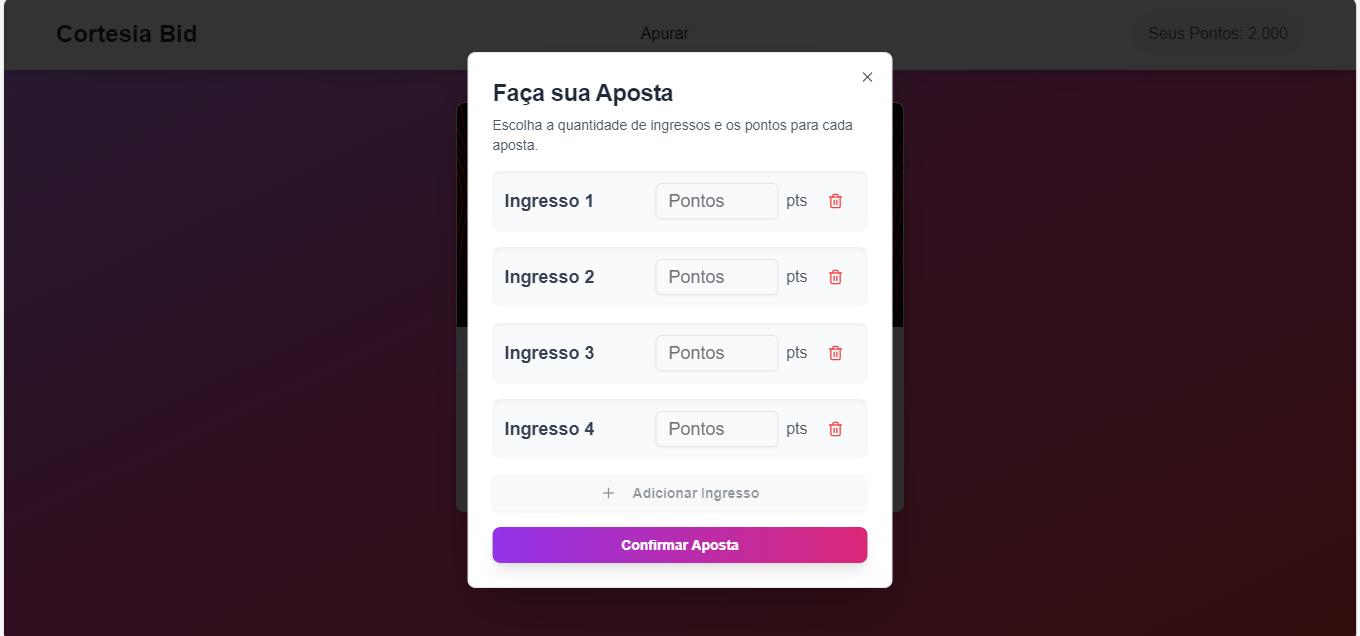 Cortesia Bid
Apurar
Seus Pontos: 2.000
Faça sua Aposta
Escolha a quantidade de ingressos e os pontos para cada
aposta.
Ingresso 1 Pontos pts
Ingresso 2 Pontos pts
Ingresso 3 Pontos pts
Ingresso 4 Pontos pts
+ Adicionar Ingresso
Confirmar Aposta